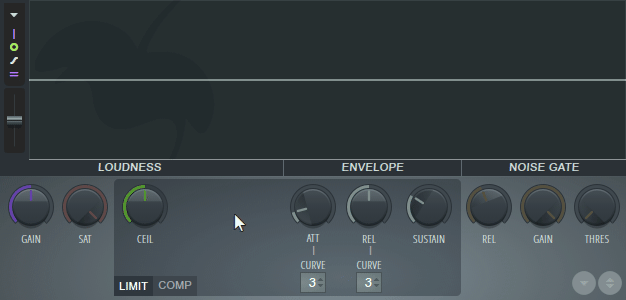 LOUDNESS ENVELOPE NOISE GATE
GAIN SAT CEIL ATT REL SUSTAIN REL GAIN THRES
CURVE CURVE
LIMIT COMP 3 3